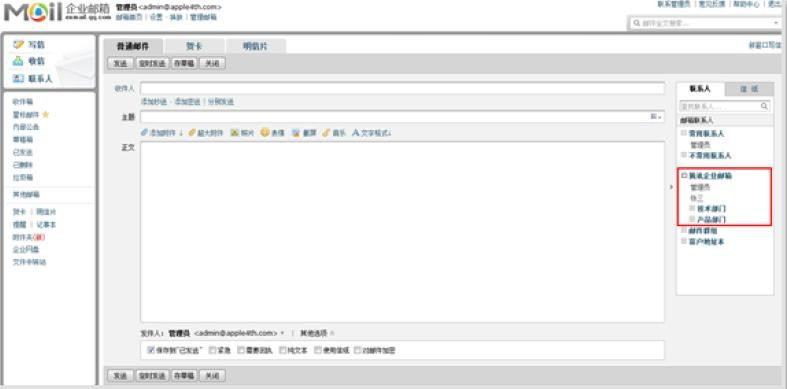 Mail 企业邮箱 管理员<admin@apple4th.com>
exmail.qq.com 邮箱首页 | 设置 - 换肤 | 管理邮箱
联系管理员 | 意见反馈 | 帮助中心 | 退出
邮件全文搜索...
写信
收信
联系人
收件箱
星标邮件
内部公告
草稿箱
已发送
已删除
垃圾箱
其他邮箱
贺卡 | 明信片
提醒 | 记事本
附件夹
企业网盘
文件中转站
普通邮件 贺卡 明信片
新窗口写信
发送 定时发送 存草稿 关闭
收件人
添加抄送 - 添加密送 | 分别发送
主题
添加附件 超大附件 照片 表情 截屏 音乐 A 文字格式↓
正文
发件人: 管理员 <admin@apple4th.com> | 其他选项
保存到"已发送" 紧急 需要回执 纯文本 使用信纸 对邮件加密
发送 定时发送 存草稿 关闭
联系人 信纸
查找联系人...
邮箱联系人
常用联系人
管理员
不常用联系人
腾讯企业邮箱
管理员
张三
技术部门
产品部门
邮件群组
客户地址本